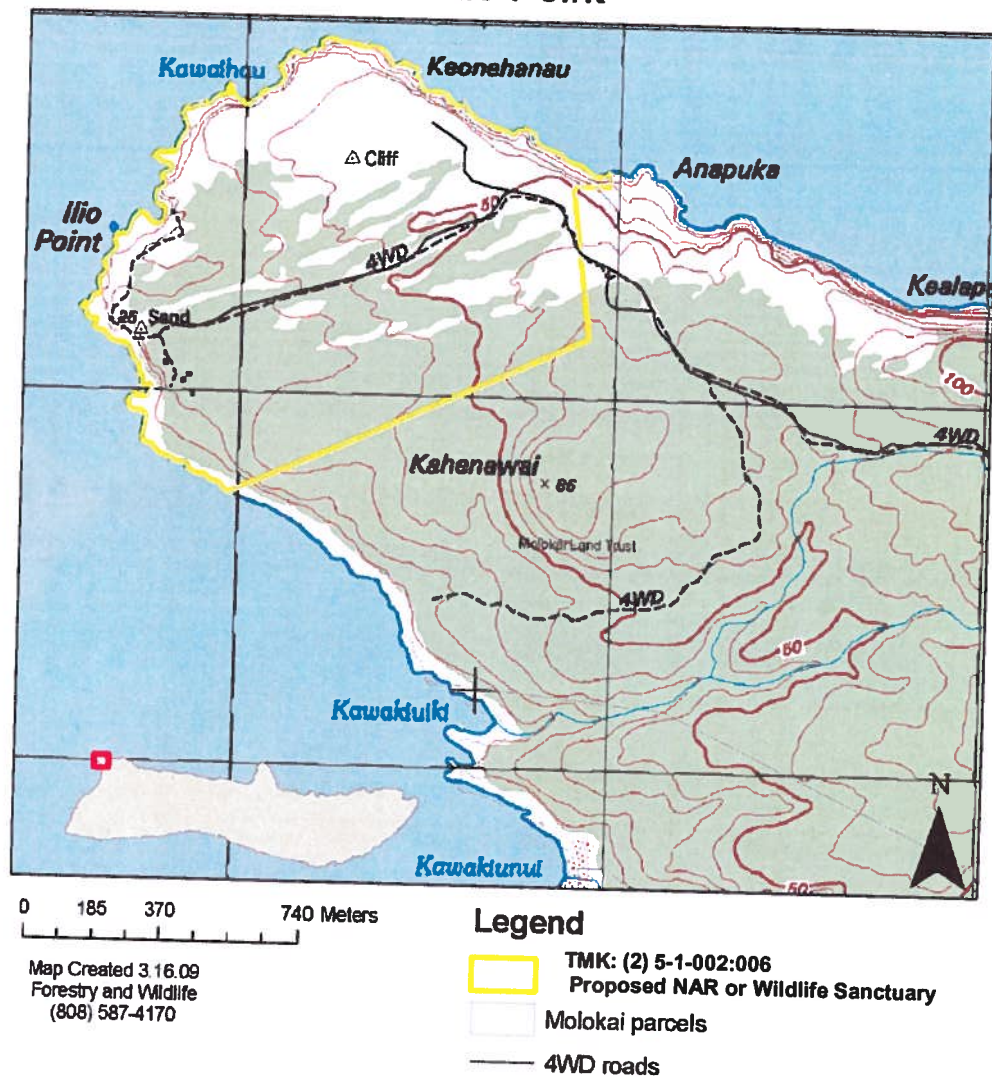 Kawaihau
Keonehanau
Cliff
Anapuka
Ilio
Point
50
4WD
Kealap
25 Sand
100
4WD
Kahenawai
86
Molokai Land Trust
4WD
50
Kawakiuiki
N
Kawakiunui
50
0 185 370 740 Meters
Map Created 3.16.09
Forestry and Wildlife
(808) 587-4170
Legend
TMK: (2) 5-1-002:006
Proposed NAR or Wildlife Sanctuary
Molokai parcels
4WD roads